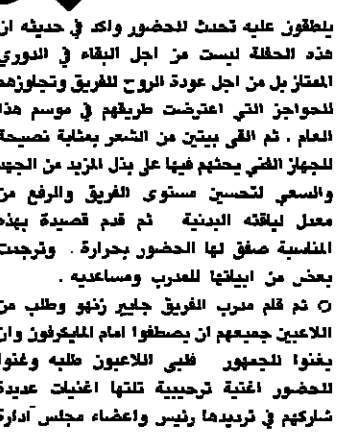 يلطقون عليه تحدث للحضور واكد في حديثه ان
هذه الحفلة ليست من اجل البقاء في الدوري
الممتاز بل من اجل عودة الروح للفريق وتجاوزهم
للحواجز التي اعترضت طريقهم في موسم هذا
العام . ثم القى بيتين من الشعر بمثابة نصيحة
للجهاز الفني يحثهم فيها على بذل المزيد من الجهد
والسعي لتحسين مستوى الفريق والرفع من
معدل لياقته البدنية ثم قدم قصيدة بهذه
المناسبة صفق لها الحضور بحرارة . وترجمت
بعض من ابياتها للمدرب ومساعديه .
○ ثم قام مدرب الفريق جابير زنهو وطلب من
اللاعبين جميعهم ان يصطفوا امام المايكرفون وان
يغنوا للجمهور فلبى اللاعبون طلبه وغنوا
للحضور اغنية ترحيبية تلتها اغنيات عديدة
شاركهم في ترديدها رئيس واعضاء مجلس ادارة